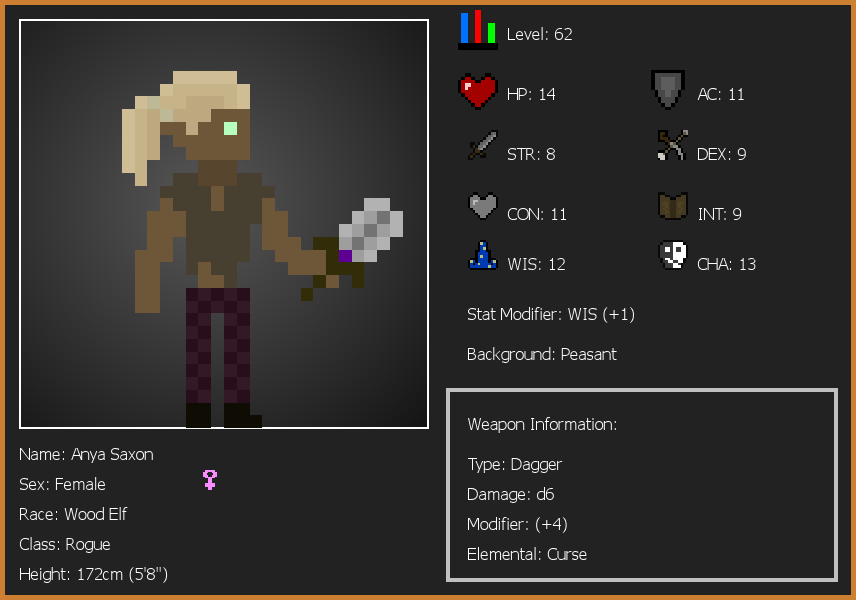 Level: 62
HP: 14
AC: 11
STR: 8
DEX: 9
CON: 11
INT: 9
WIS: 12
CHA: 13
Stat Modifier: WIS (+1)
Background: Peasant
Weapon Information:
Type: Dagger
Damage: d6
Modifier: (+4)
Elemental: Curse
Name: Anya Saxon
Sex: Female
Race: Wood Elf
Class: Rogue
Height: 172cm (5'8")